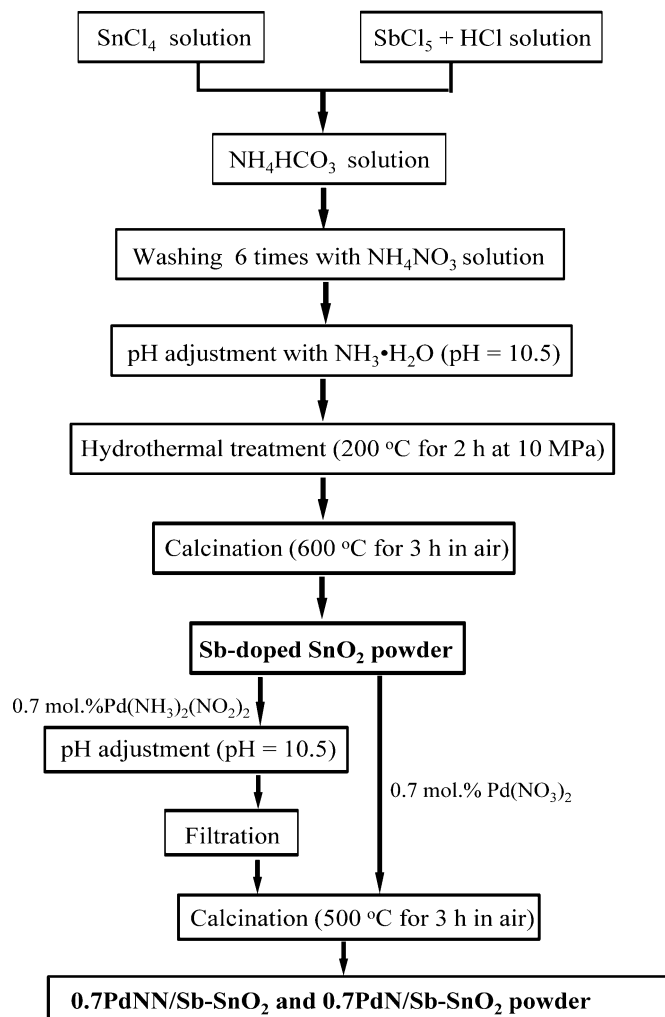 SnCl₄ solution
SbCl₅ + HCl solution
NH₄HCO₃ solution
Washing 6 times with NH₄NO₃ solution
pH adjustment with NH₃•H₂O (pH = 10.5)
Hydrothermal treatment (200 °C for 2 h at 10 MPa)
Calcination (600 °C for 3 h in air)
Sb-doped SnO₂ powder
0.7 mol.%Pd(NH₃)₂(NO₂)₂
pH adjustment (pH = 10.5)
0.7 mol.% Pd(NO₃)₂
Filtration
Calcination (500 °C for 3 h in air)
0.7PdNN/Sb-SnO₂ and 0.7PdN/Sb-SnO₂ powder